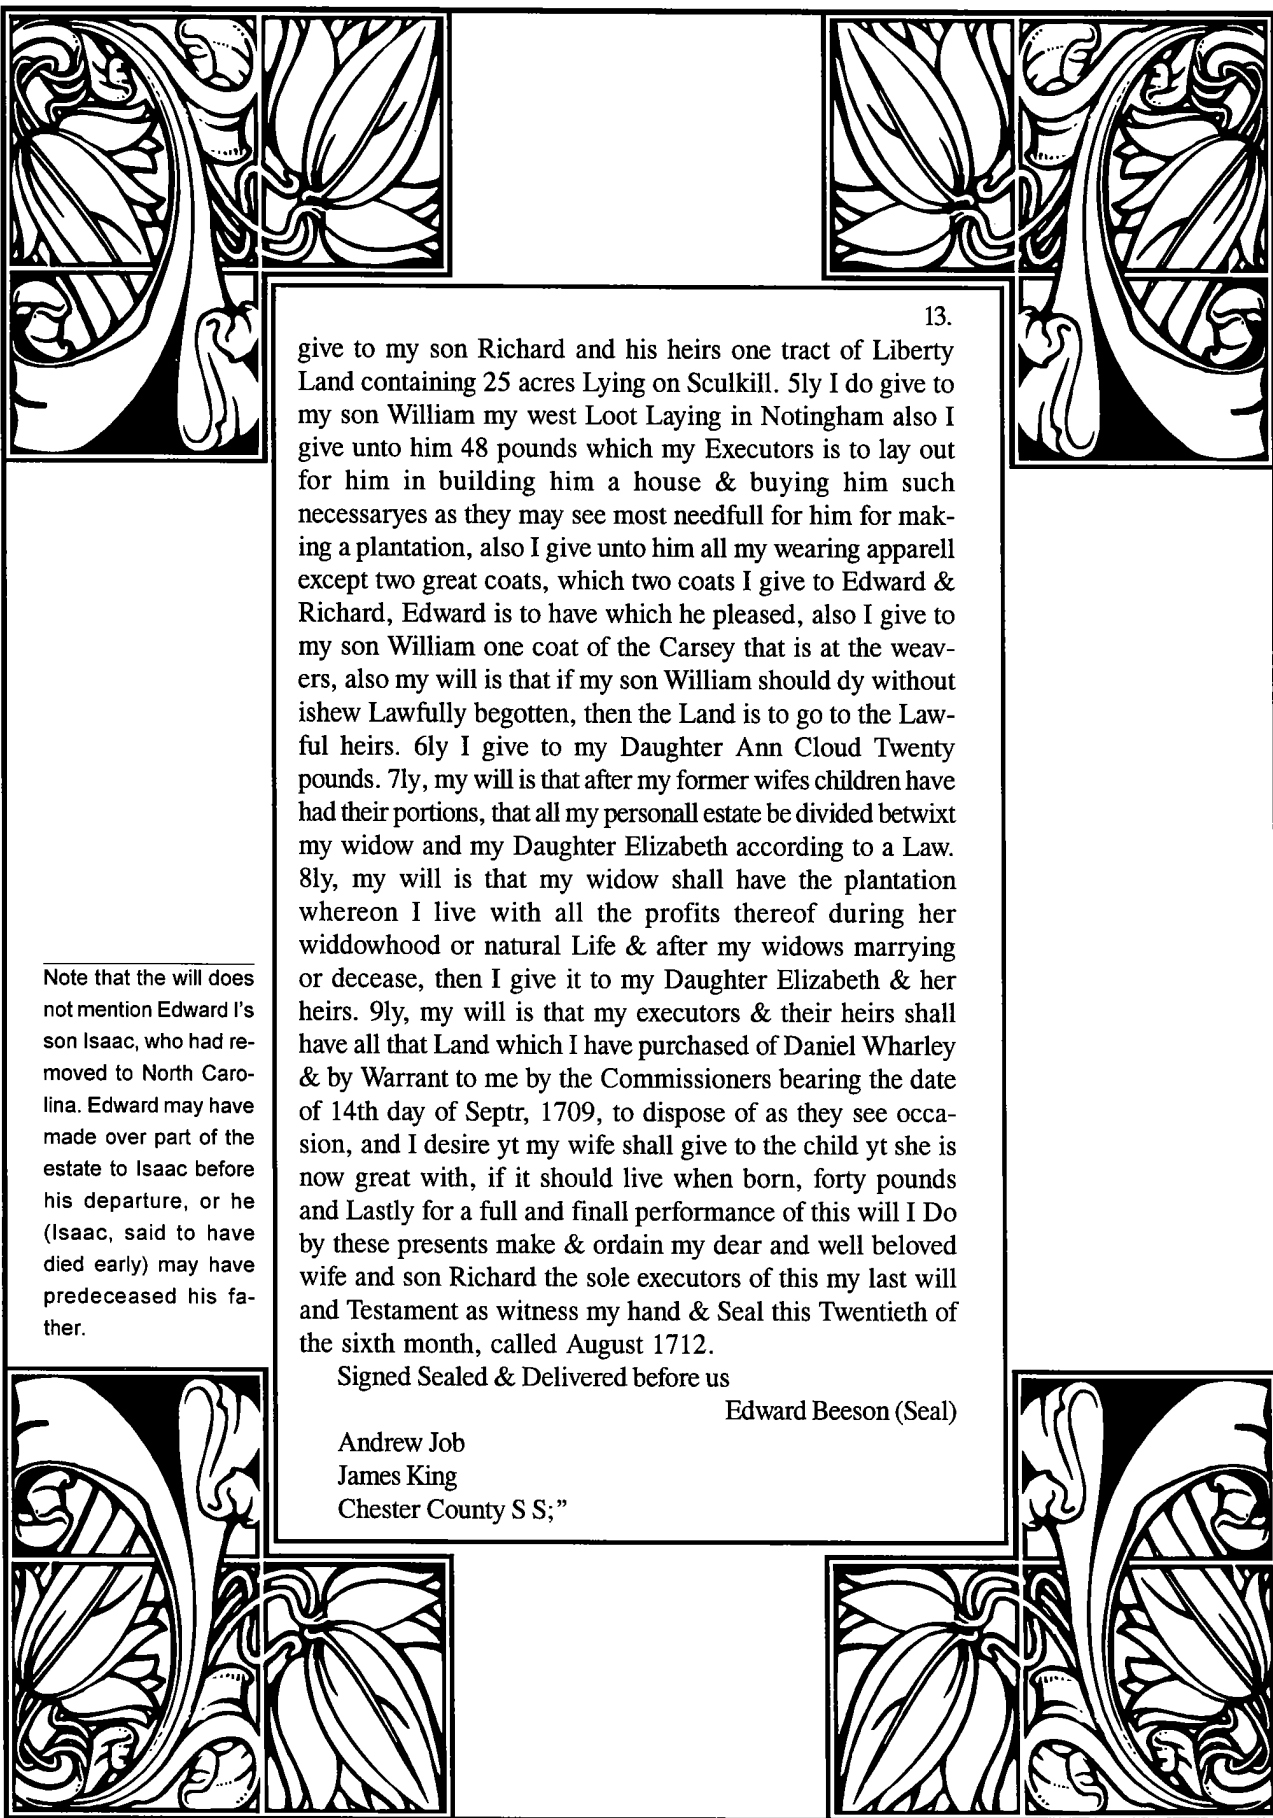 13.
give to my son Richard and his heirs one tract of Liberty
Land containing 25 acres Lying on Sculkill. 5ly I do give to
my son William my west Loot Laying in Notingham also I
give unto him 48 pounds which my Executors is to lay out
for him in building him a house & buying him such
necessaryes as they may see most needfull for him for mak-
ing a plantation, also I give unto him all my wearing apparell
except two great coats, which two coats I give to Edward &
Richard, Edward is to have which he pleased, also I give to
my son William one coat of the Carsey that is at the weav-
ers, also my will is that if my son William should dy without
ishew Lawfully begotten, then the Land is to go to the Law-
ful heirs. 6ly I give to my Daughter Ann Cloud Twenty
pounds. 7ly, my will is that after my former wifes children have
had their portions, that all my personall estate be divided betwixt
my widow and my Daughter Elizabeth according to a Law.
8ly, my will is that my widow shall have the plantation
whereon I live with all the profits thereof during her
widdowhood or natural Life & after my widows marrying
or decease, then I give it to my Daughter Elizabeth & her
heirs. 9ly, my will is that my executors & their heirs shall
have all that Land which I have purchased of Daniel Wharley
& by Warrant to me by the Commissioners bearing the date
of 14th day of Septr, 1709, to dispose of as they see occa-
sion, and I desire yt my wife shall give to the child yt she is
now great with, if it should live when born, forty pounds
and Lastly for a full and finall performance of this will I Do
by these presents make & ordain my dear and well beloved
wife and son Richard the sole executors of this my last will
and Testament as witness my hand & Seal this Twentieth of
the sixth month, called August 1712.
Signed Sealed & Delivered before us
Edward Beeson (Seal)
Andrew Job
James King
Chester County S S;”
Note that the will does
not mention Edward I's
son Isaac, who had re-
moved to North Caro-
lina. Edward may have
made over part of the
estate to Isaac before
his departure, or he
(Isaac, said to have
died early) may have
predeceased his fa-
ther.